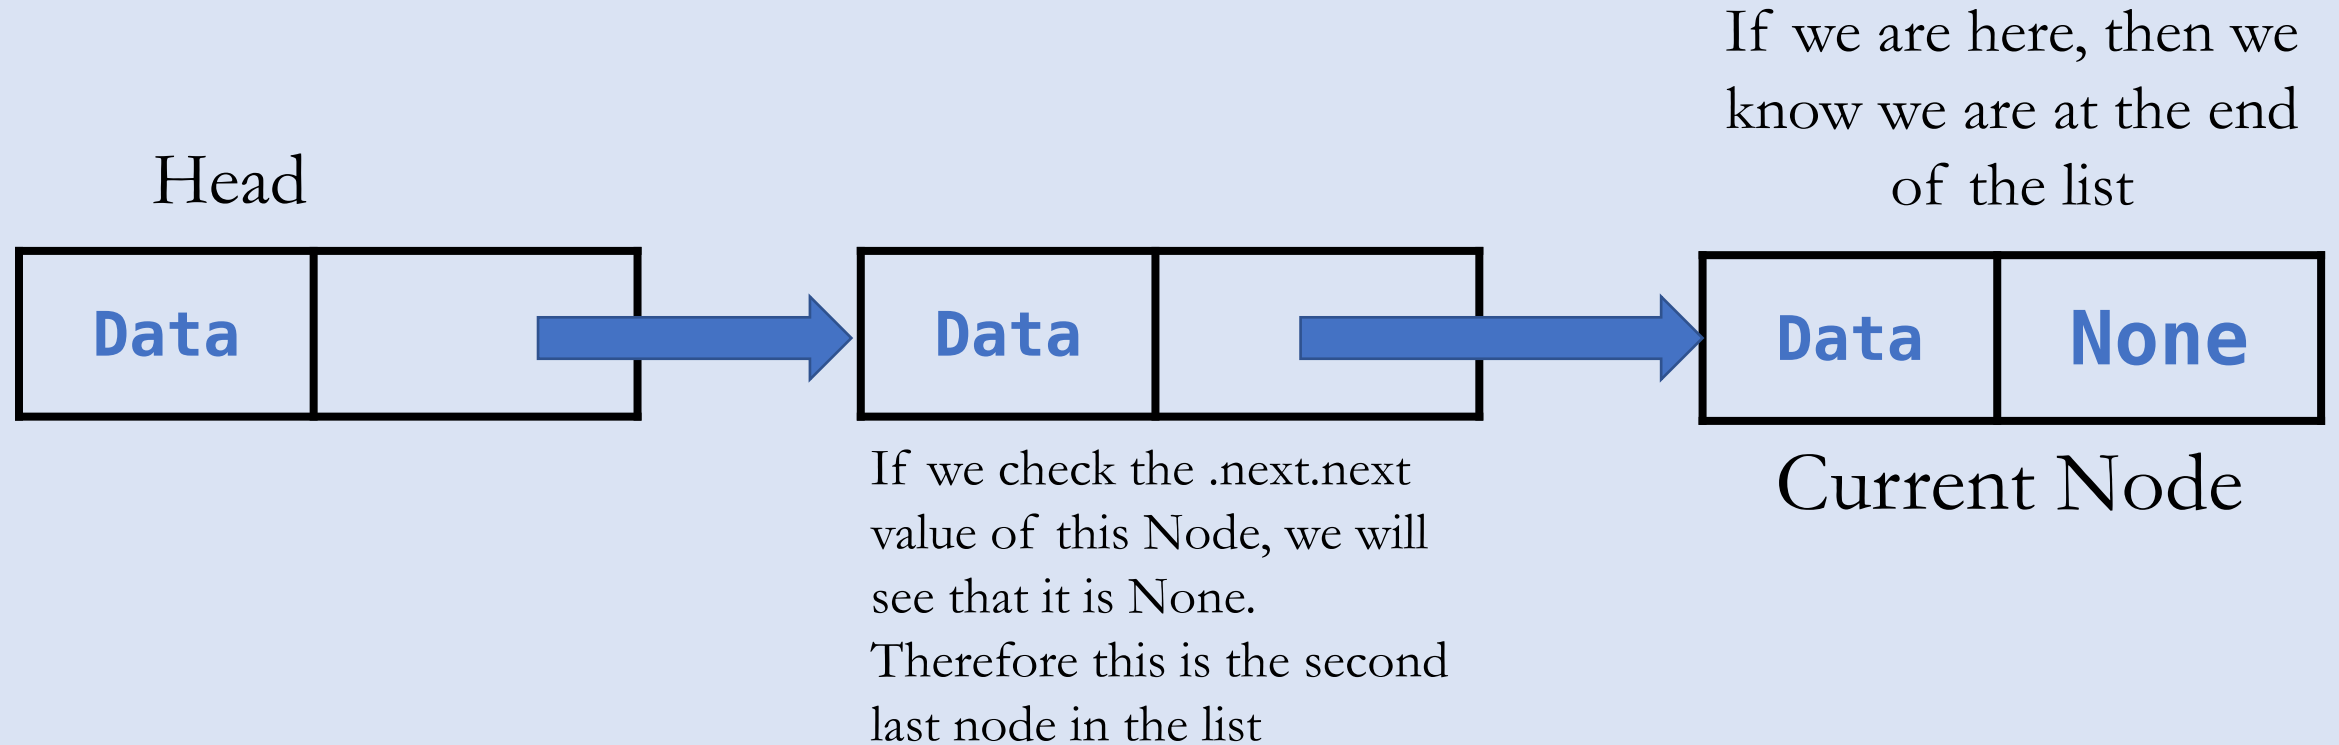 If we are here, then we
know we are at the end
of the list
Head
Data
Data
Data
None
If we check the .next.next
value of this Node, we will
see that it is None.
Therefore this is the second
last node in the list
Current Node